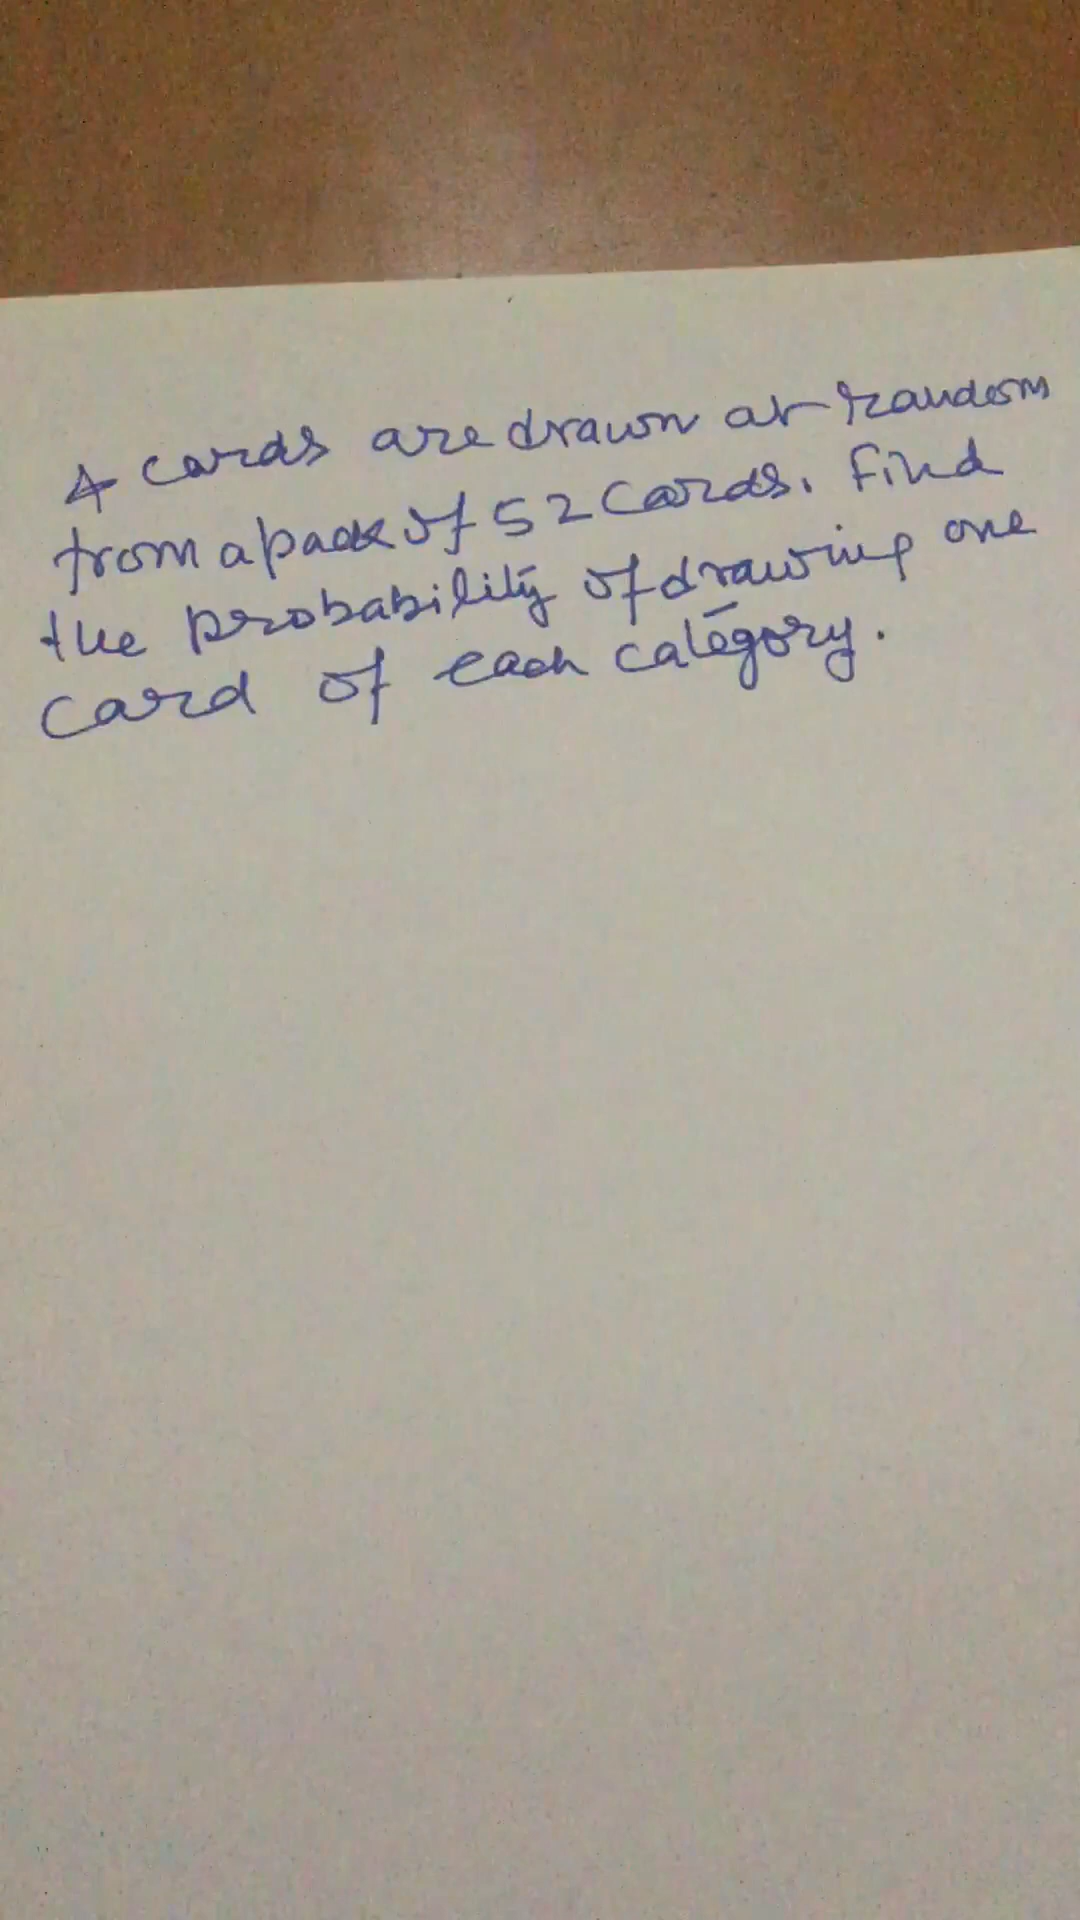 4 cards are drawn at random
from a pack of 52 cards. Find
the probability of drawing one
card of each category.